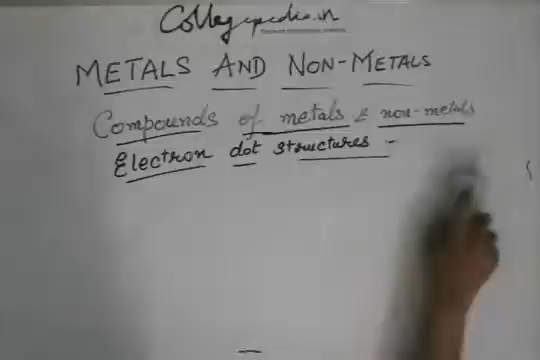 Collegepedia.in
METALS AND NON-METALS
Compounds of metals & non-metals
Electron dot structures -